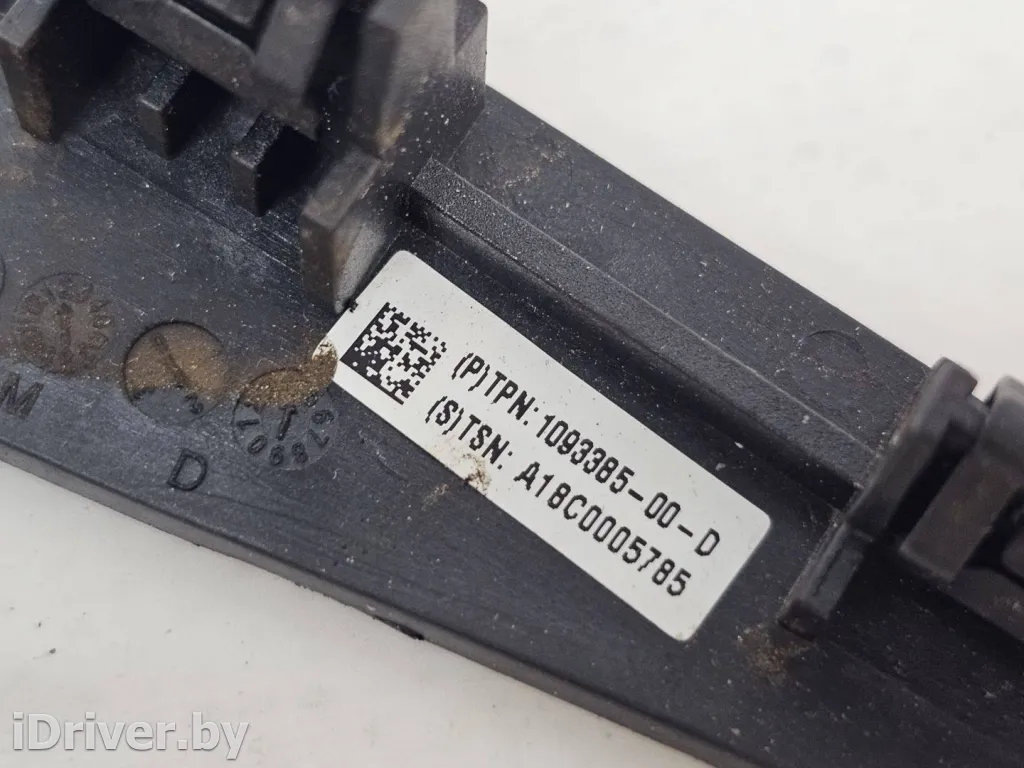 (P)TPN:1093385-00-D
(S)TSN: A18C0005785
M
D
iDriver.by